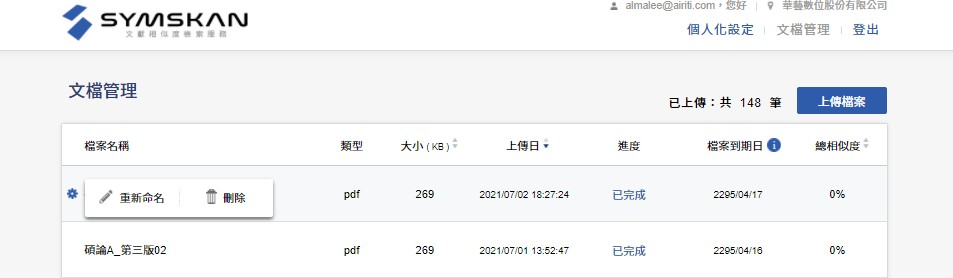 almalee@airiti.com，您好 | 華藝數位股份有限公司
SYMSKAN
文獻相似度檢索服務
個人化設定 | 文檔管理 | 登出
文檔管理
已上傳：共 148 筆 上傳檔案
檔案名稱 類型 大小 ( KB ) 上傳日 進度 檔案到期日 總相似度
重新命名 刪除 pdf 269 2021/07/02 18:27:24 已完成 2295/04/17 0%
碩論A_第三版02 pdf 269 2021/07/01 13:52:47 已完成 2295/04/16 0%